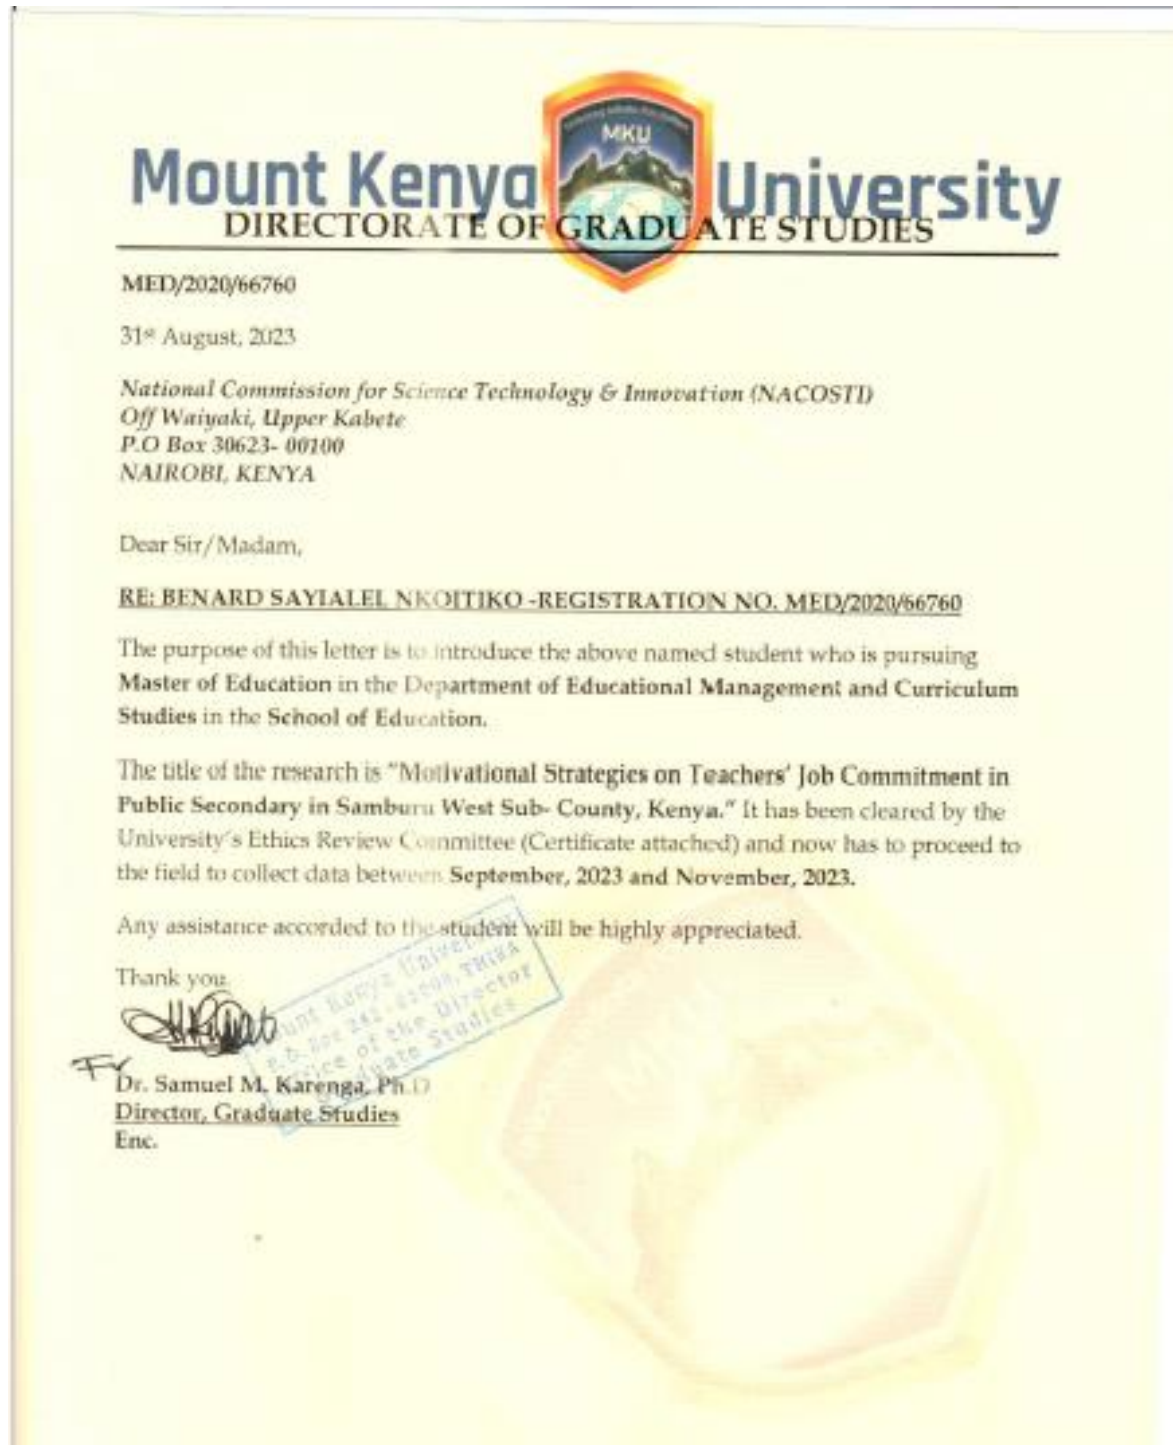 MKU
Mount Kenya University
DIRECTORATE OF GRADUATE STUDIES
MED/2020/66760
31st August, 2023
National Commission for Science Technology & Innovation (NACOSTI)
Off Waiyaki, Upper Kabete
P.O Box 30623- 00100
NAIROBI, KENYA
Dear Sir/Madam,
RE: BENARD SAYIALEL NKOITIKO -REGISTRATION NO. MED/2020/66760
The purpose of this letter is to introduce the above named student who is pursuing
Master of Education in the Department of Educational Management and Curriculum
Studies in the School of Education.
The title of the research is "Motivational Strategies on Teachers' Job Commitment in
Public Secondary in Samburu West Sub- County, Kenya." It has been cleared by the
University's Ethics Review Committee (Certificate attached) and now has to proceed to
the field to collect data between September, 2023 and November, 2023.
Any assistance accorded to the student will be highly appreciated.
Thank you.
Mount Kenya University
P.O. Box 342-01000, THIKA
Office of the Director
Graduate Studies
For
Dr. Samuel M. Karenga, Ph.D
Director, Graduate Studies
Enc.